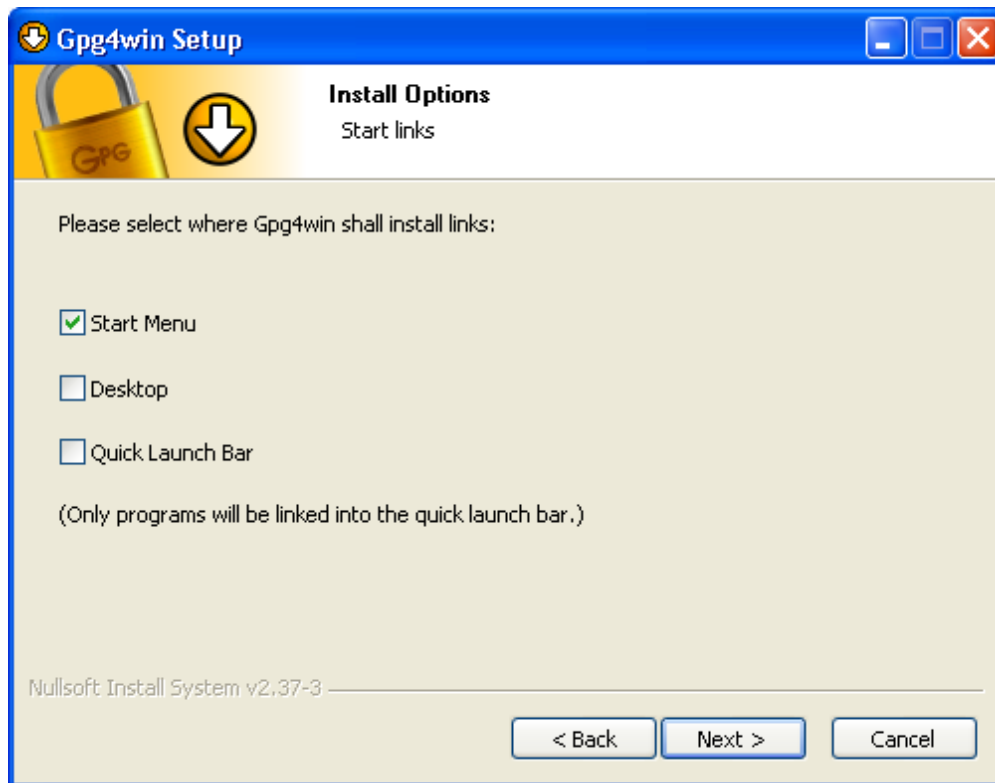 Gpg4win Setup
Install Options
Start links
GPG
Please select where Gpg4win shall install links:
Start Menu
Desktop
Quick Launch Bar
(Only programs will be linked into the quick launch bar.)
Nullsoft Install System v2.37-3
< Back
Next >
Cancel